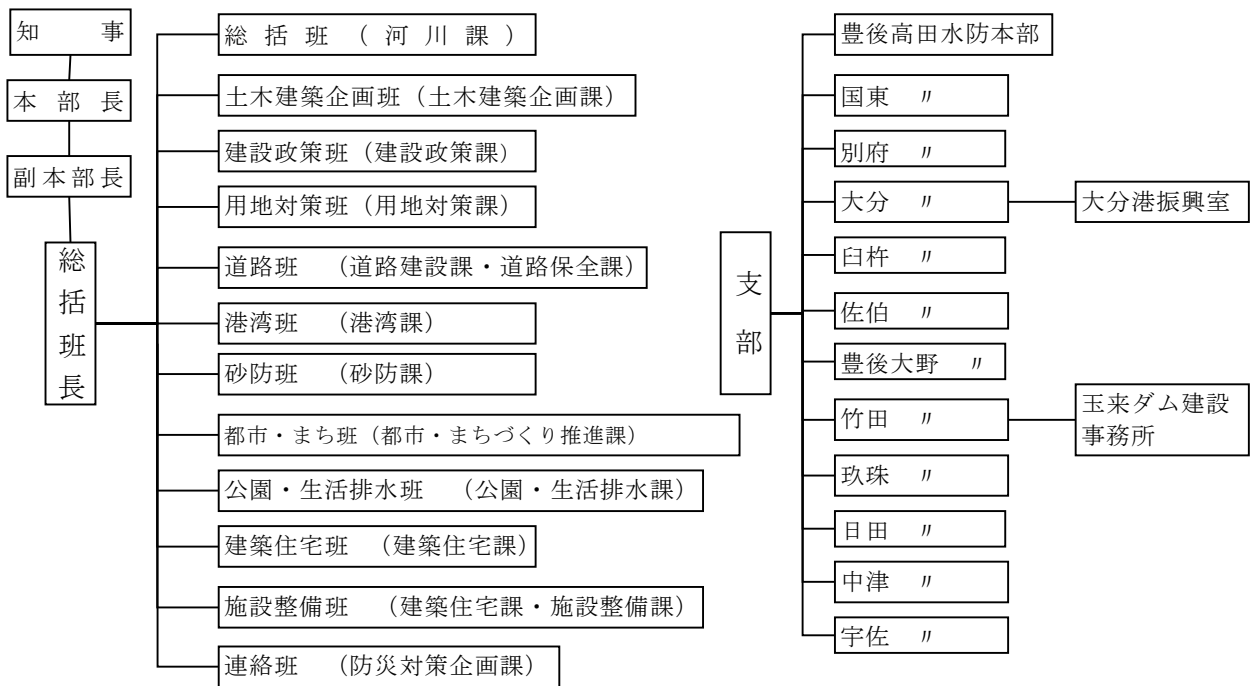 知　事
本　部　長
副本部長
総括班長
総　括　班　（　河　川　課　）
土木建築企画班（土木建築企画課）
建設政策班（建設政策課）
用地対策班（用地対策課）
道路班　（道路建設課・道路保全課）
港湾班　（港湾課）
砂防班　（砂防課）
都市・まち班（都市・まちづくり推進課）
公園・生活排水班　（公園・生活排水課）
建築住宅班　（建築住宅課）
施設整備班　（建築住宅課・施設整備課）
連絡班　（防災対策企画課）
支部
豊後高田水防本部
国東　〃
別府　〃
大分　〃
大分港振興室
臼杵　〃
佐伯　〃
豊後大野　〃
竹田　〃
玉来ダム建設
事務所
玖珠　〃
日田　〃
中津　〃
宇佐　〃